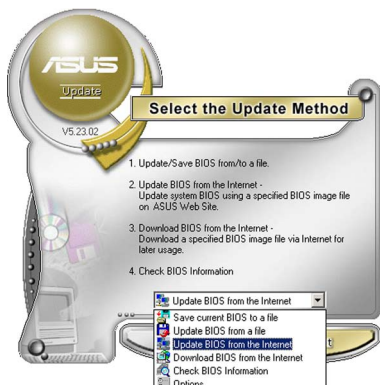 ASUS
Update
V5.23.02
Select the Update Method
1. Update/Save BIOS from/to a file.
2. Update BIOS from the Internet -
Update system BIOS using a specified BIOS image file
on ASUS Web Site.
3. Download BIOS from the Internet -
Download a specified BIOS image file via Internet for
later usage.
4. Check BIOS Information
Update BIOS from the Internet
Save current BIOS to a file
Update BIOS from a file
Update BIOS from the Internet
Download BIOS from the Internet
Check BIOS Information
Options